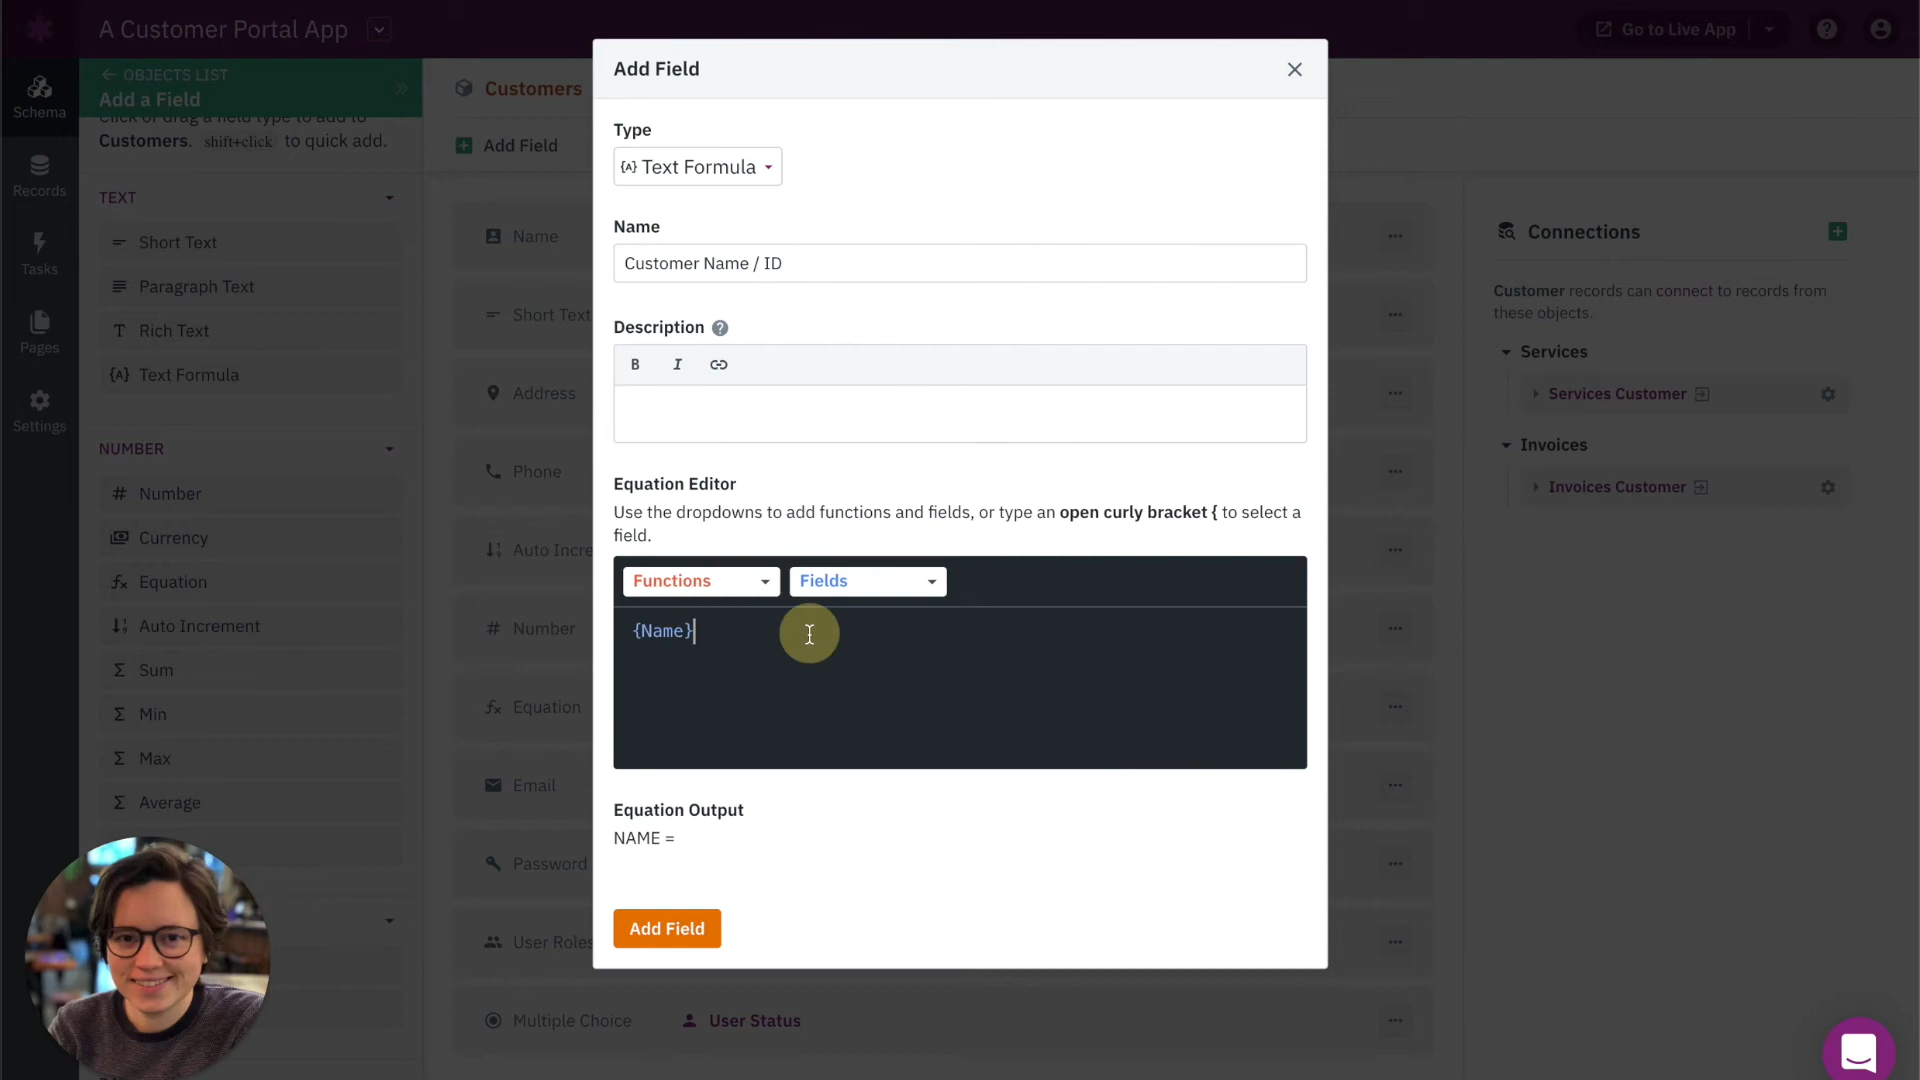 A Customer Portal App
Go to Live App
OBJECTS LIST
Add a Field
Click or drag a field type to add to
Customers. shift+click to quick add.
Schema
Records
Tasks
Pages
Settings
TEXT
Short Text
Paragraph Text
Rich Text
Text Formula
NUMBER
Number
Currency
Equation
Auto Increment
Sum
Min
Max
Average
Customers
Add Field
Name
Short Text
Address
Phone
Auto Incre
Number
Equation
Email
Password
User Roles
Multiple Choice
User Status
Add Field
Type
{A} Text Formula
Name
Customer Name / ID
Description
B I
Equation Editor
Use the dropdowns to add functions and fields, or type an open curly bracket { to select a
field.
Functions Fields
{Name}
Equation Output
NAME =
Add Field
Connections
Customer records can connect to records from
these objects.
Services
Services Customer
Invoices
Invoices Customer